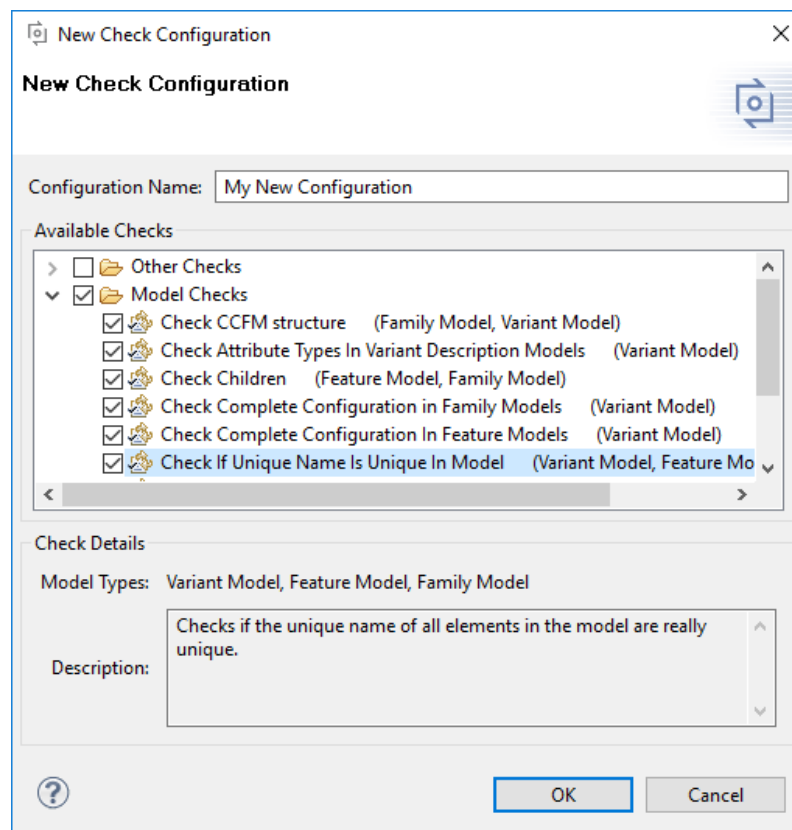 New Check Configuration
New Check Configuration
Configuration Name: My New Configuration
Available Checks
Other Checks
Model Checks
Check CCFM structure (Family Model, Variant Model)
Check Attribute Types In Variant Description Models (Variant Model)
Check Children (Feature Model, Family Model)
Check Complete Configuration in Family Models (Variant Model)
Check Complete Configuration In Feature Models (Variant Model)
Check If Unique Name Is Unique In Model (Variant Model, Feature Mo
Check Details
Model Types: Variant Model, Feature Model, Family Model
Description: Checks if the unique name of all elements in the model are really
unique.
?
OK Cancel